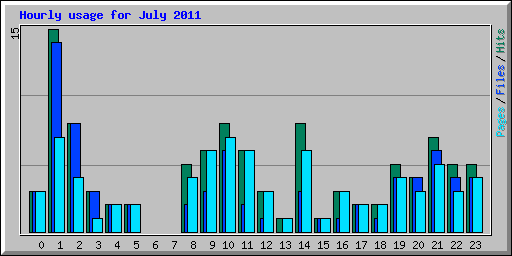 Hourly usage for July 2011
15
Pages / Files / Hits
0 1 2 3 4 5 6 7 8 9 10 11 12 13 14 15 16 17 18 19 20 21 22 23